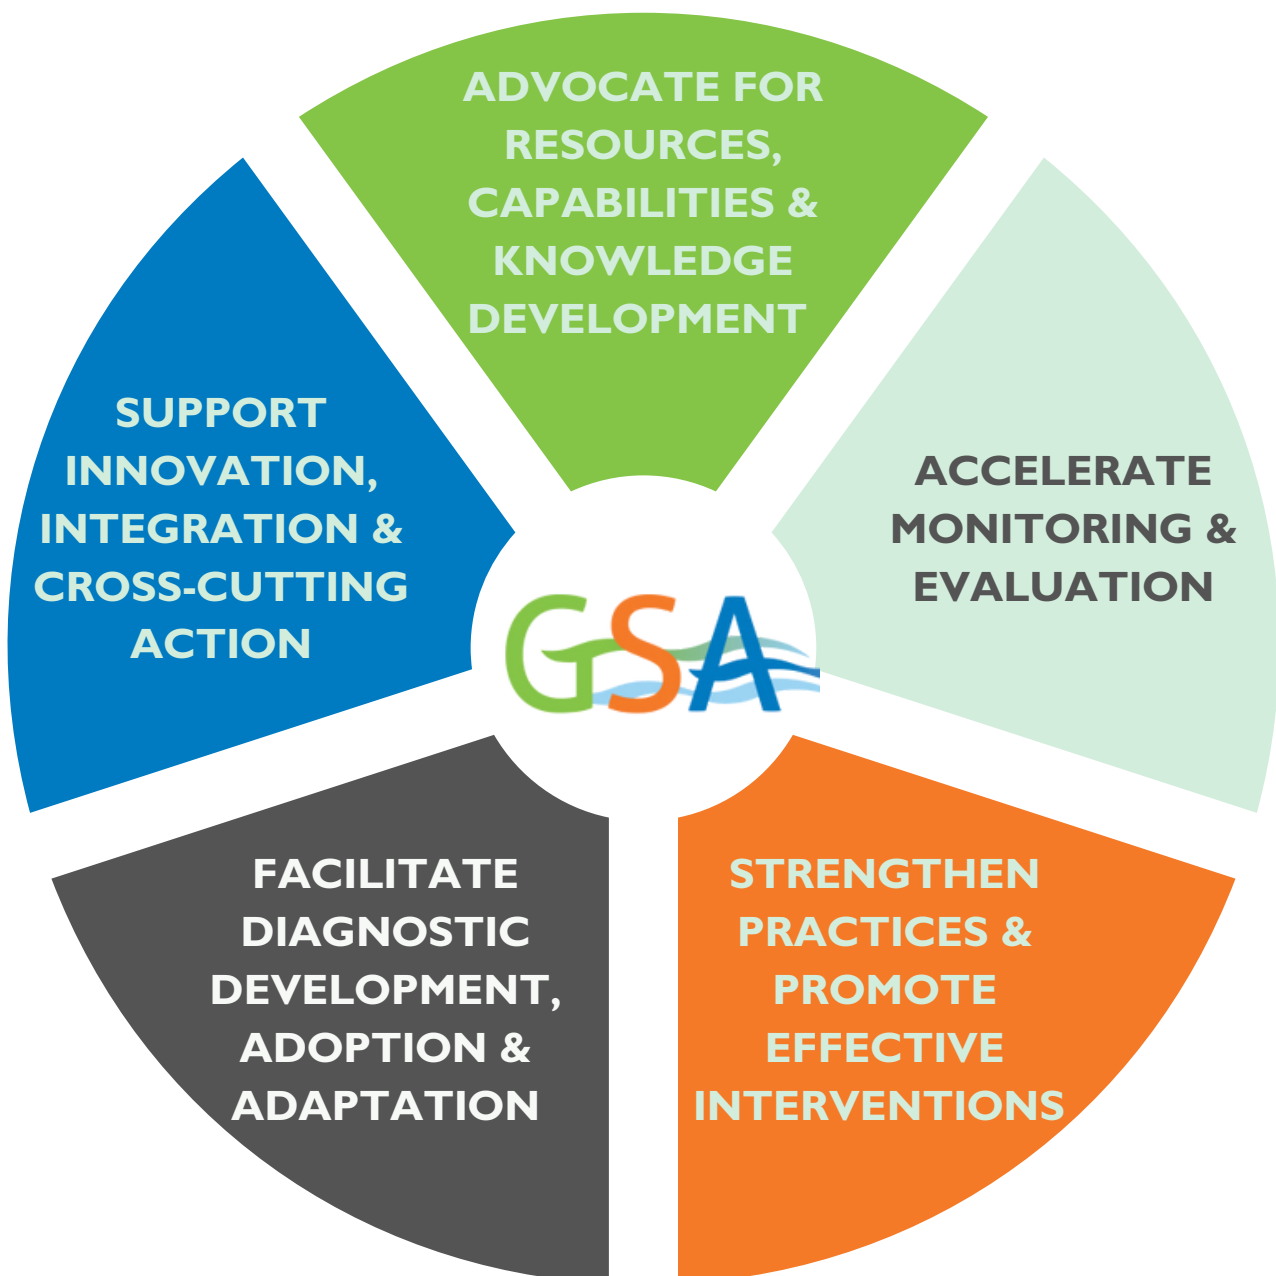 ADVOCATE FOR
RESOURCES,
CAPABILITIES &
KNOWLEDGE
DEVELOPMENT
ACCELERATE
MONITORING &
EVALUATION
STRENGTHEN
PRACTICES &
PROMOTE
EFFECTIVE
INTERVENTIONS
FACILITATE
DIAGNOSTIC
DEVELOPMENT,
ADOPTION &
ADAPTATION
SUPPORT
INNOVATION,
INTEGRATION &
CROSS-CUTTING
ACTION
GSA